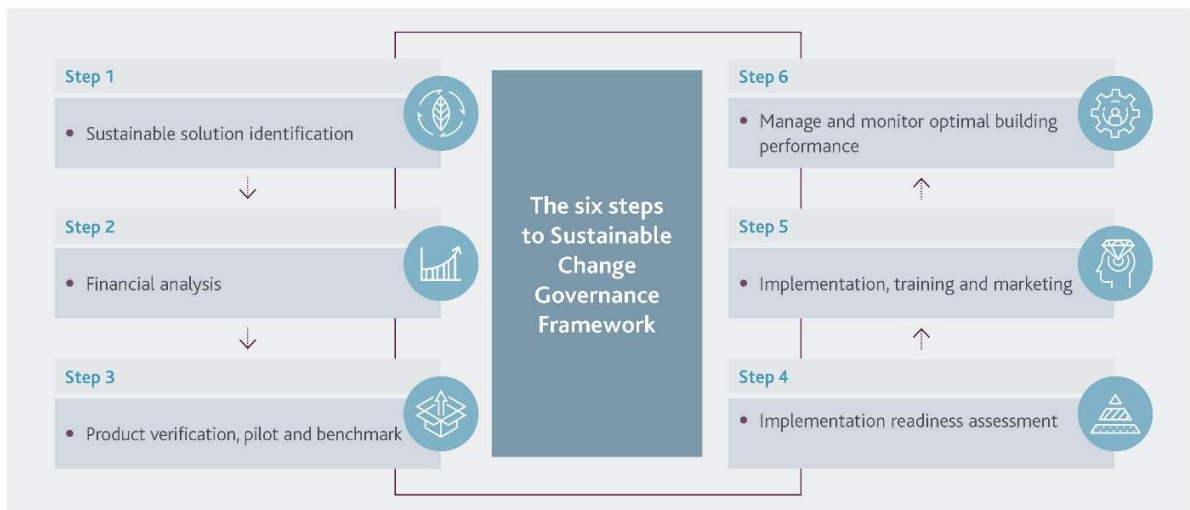 Step 1
• Sustainable solution identification
Step 2
• Financial analysis
Step 3
• Product verification, pilot and benchmark
The six steps
to Sustainable
Change
Governance
Framework
Step 6
• Manage and monitor optimal building
performance
Step 5
• Implementation, training and marketing
Step 4
• Implementation readiness assessment